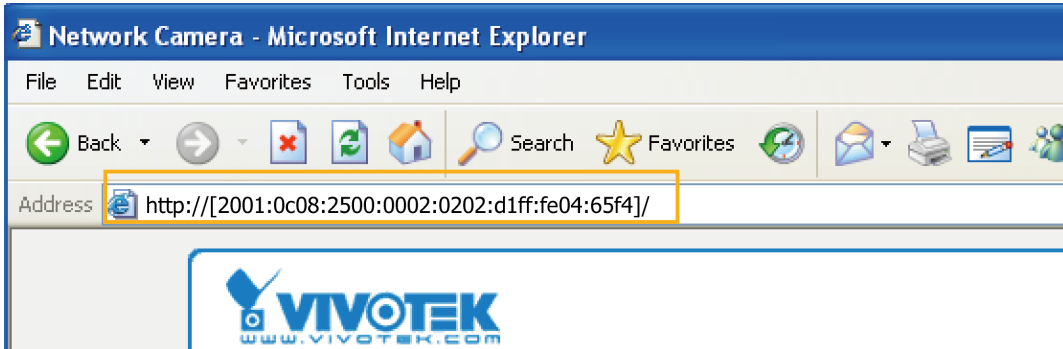 Network Camera - Microsoft Internet Explorer
File Edit View Favorites Tools Help
Back Search Favorites
Address http://[2001:0c08:2500:0002:0202:d1ff:fe04:65f4]/
VIVOTEK
www.vivotek.com